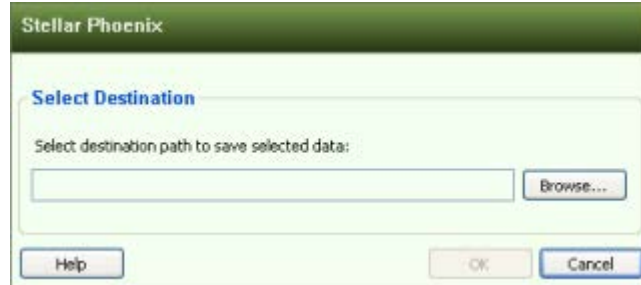 Stellar Phoenix
Select Destination
Select destination path to save selected data:
Browse...
Help
OK
Cancel